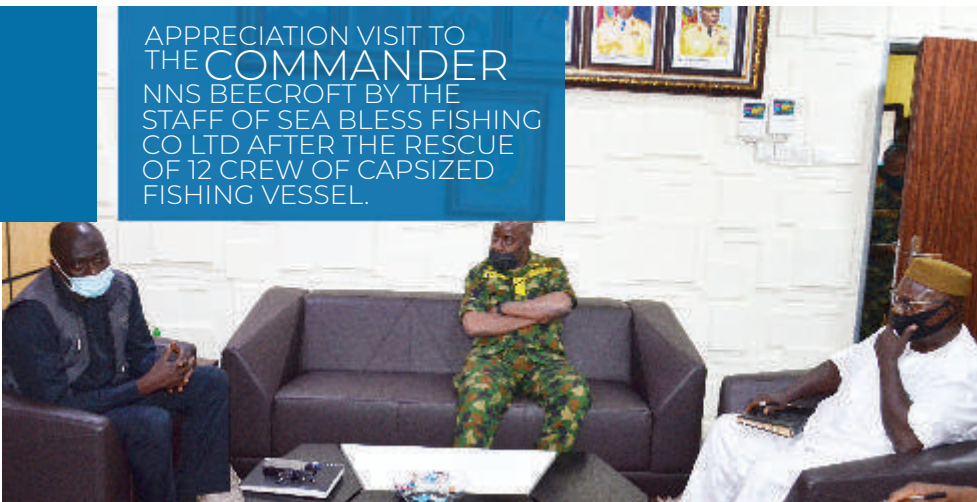 APPRECIATION VISIT TO
THE COMMANDER
NNS BEECROFT BY THE
STAFF OF SEA BLESS FISHING
CO LTD AFTER THE RESCUE
OF 12 CREW OF CAPSIZED
FISHING VESSEL.